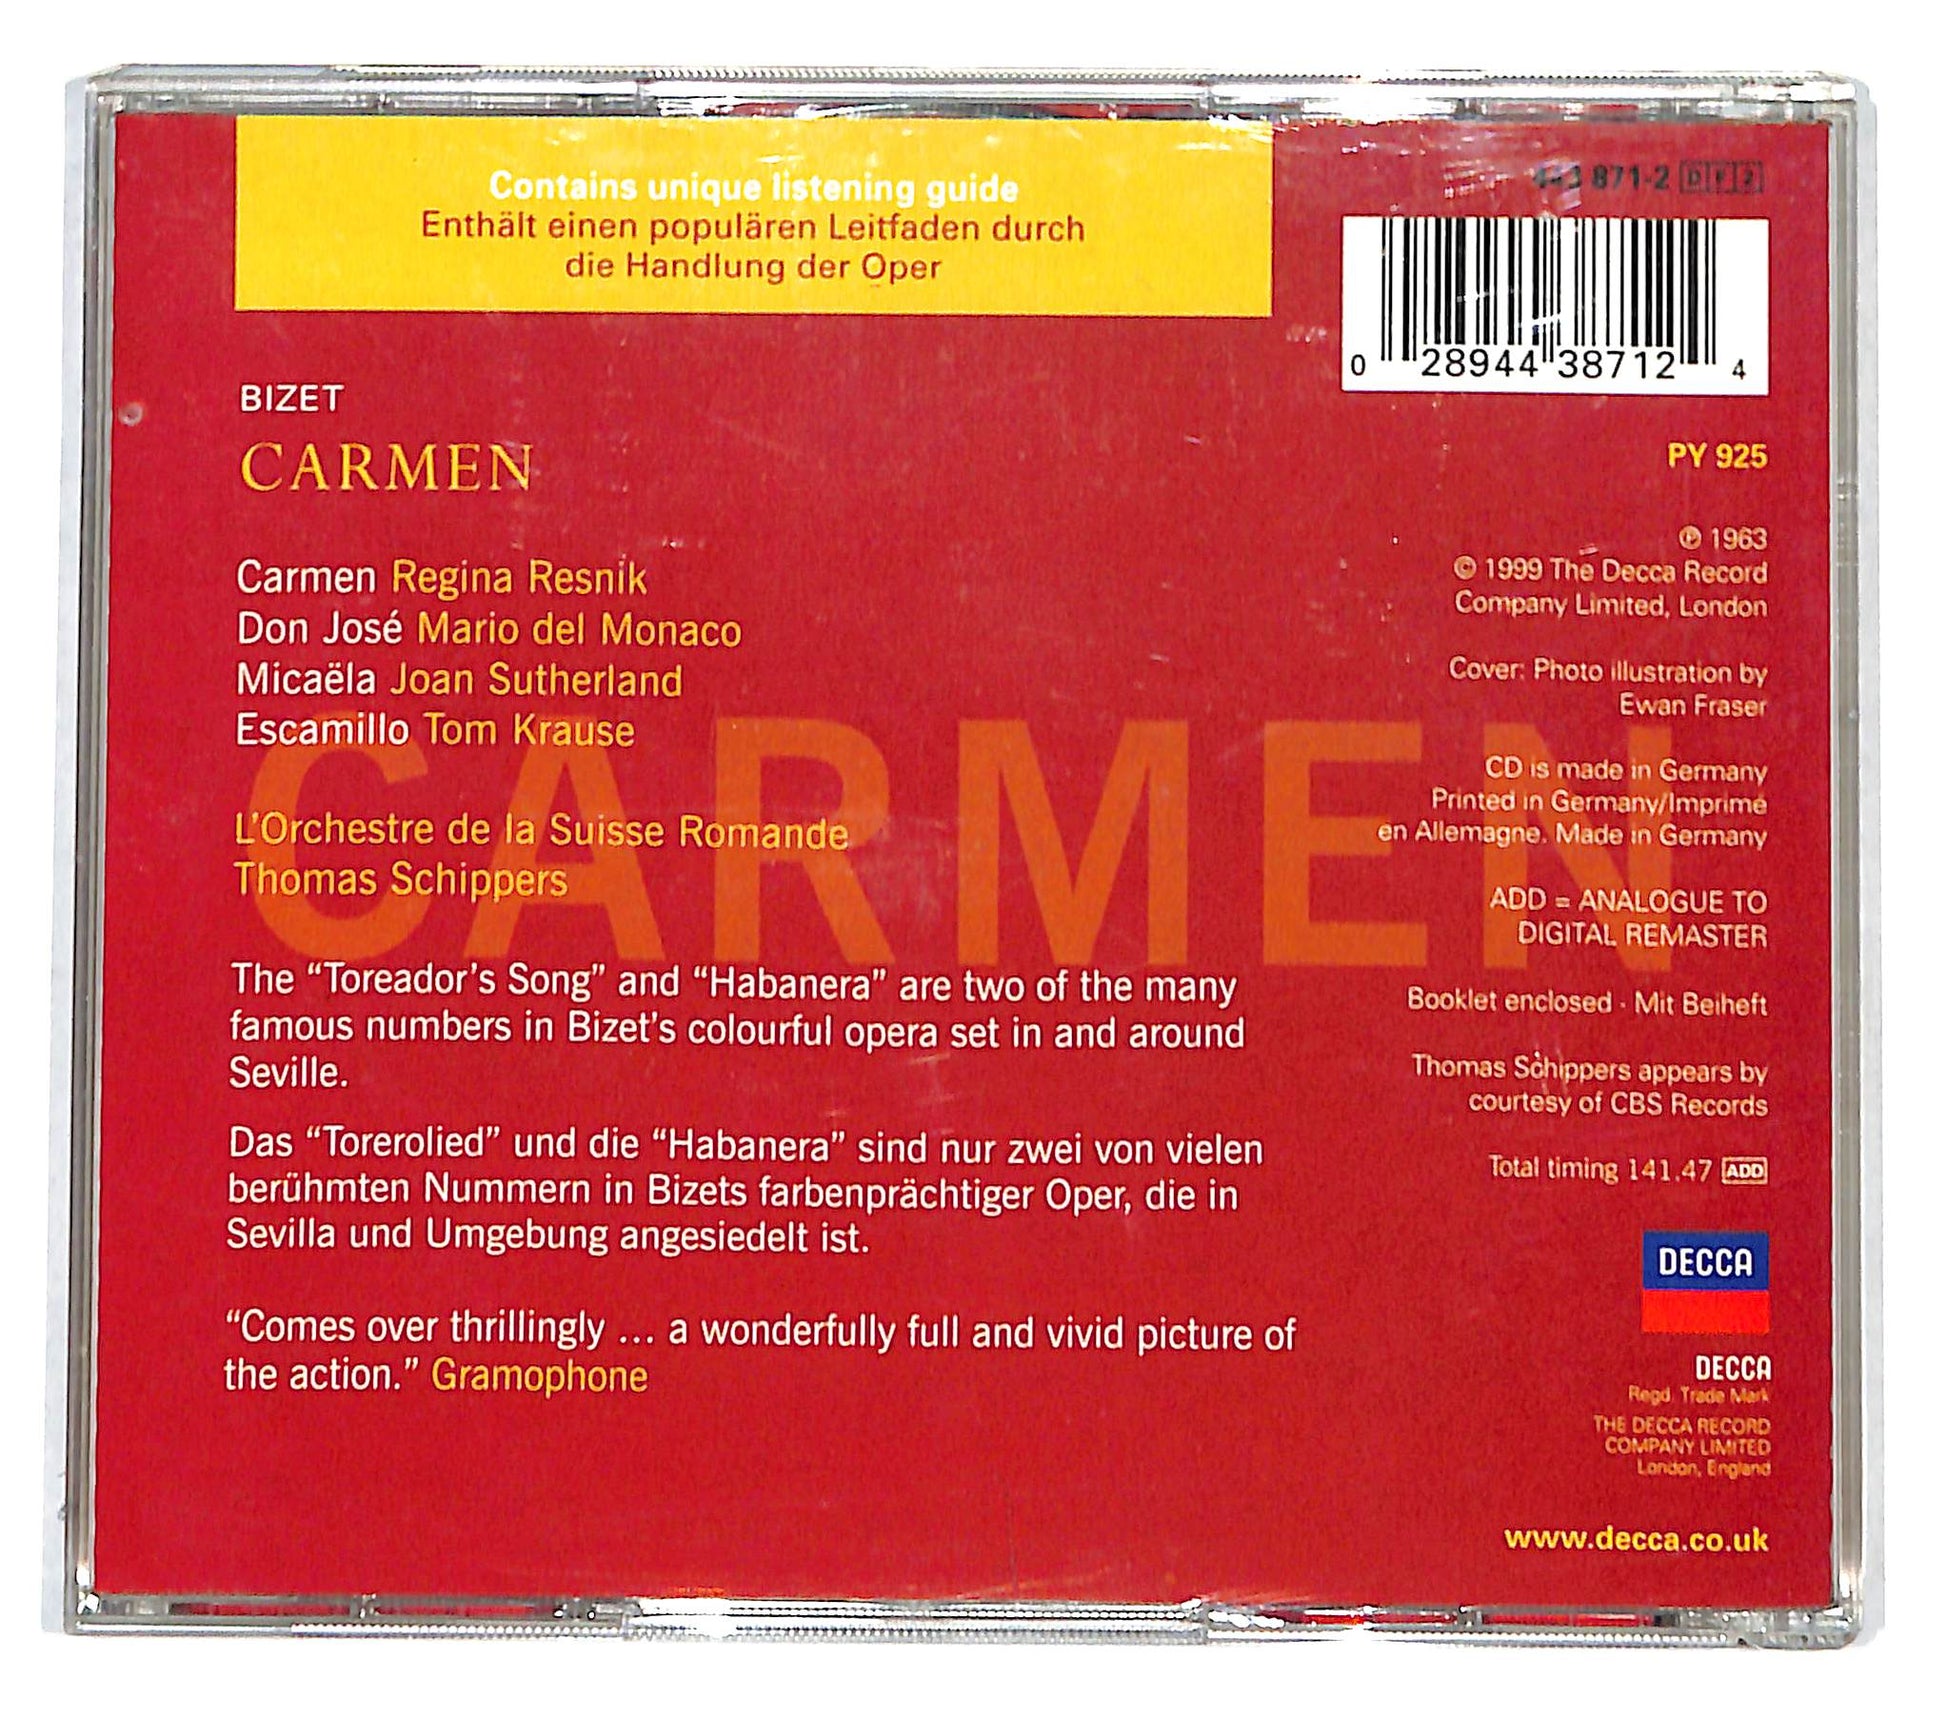 Contains unique listening guide
Enthält einen populären Leitfaden durch
die Handlung der Oper
443 871-2
0 28944 38712 4
BIZET
CARMEN
Carmen Regina Resnik
Don José Mario del Monaco
Micaëla Joan Sutherland
Escamillo Tom Krause
L'Orchestre de la Suisse Romande
Thomas Schippers
CARMEN
The “Toreador's Song” and “Habanera” are two of the many
famous numbers in Bizet's colourful opera set in and around
Seville.
Das “Torerolied” und die “Habanera” sind nur zwei von vielen
berühmten Nummern in Bizets farbenprächtiger Oper, die in
Sevilla und Umgebung angesiedelt ist.
“Comes over thrillingly ... a wonderfully full and vivid picture of
the action.” Gramophone
PY 925
℗ 1963
© 1999 The Decca Record
Company Limited, London
Cover: Photo illustration by
Ewan Fraser
CD is made in Germany
Printed in Germany/Imprimé
en Allemagne. Made in Germany
ADD = ANALOGUE TO
DIGITAL REMASTER
Booklet enclosed · Mit Beiheft
Thomas Schippers appears by
courtesy of CBS Records
Total timing 141.47 ADD
DECCA
DECCA
Regd. Trade Mark
THE DECCA RECORD
COMPANY LIMITED
London, England
www.decca.co.uk